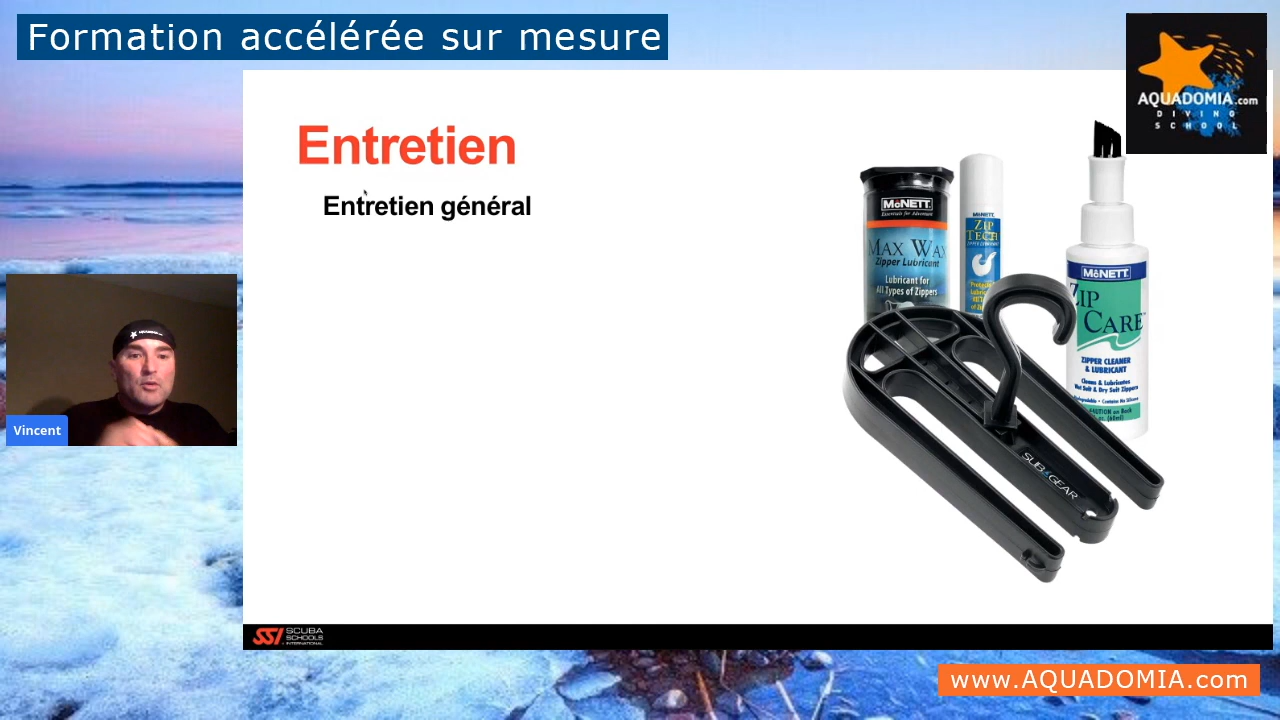 Formation accélérée sur mesure
AQUADOMIA.com
DIVING
SCHOOL
Entretien
Entretien général
McNETT
Essentials for Adventure
MAX WAX
Zipper Lubricant
Lubricant for
All Types of Zippers
McNETT
ZIP
TECH
McNETT
ZIP
CARE
ZIPPER CLEANER
& LUBRICANT
Cleans & Lubricates
Wet Suit & Dry Suit Zippers
SUBGEAR
Vincent
SSI SCUBA
SCHOOLS
INTERNATIONAL
www.AQUADOMIA.com